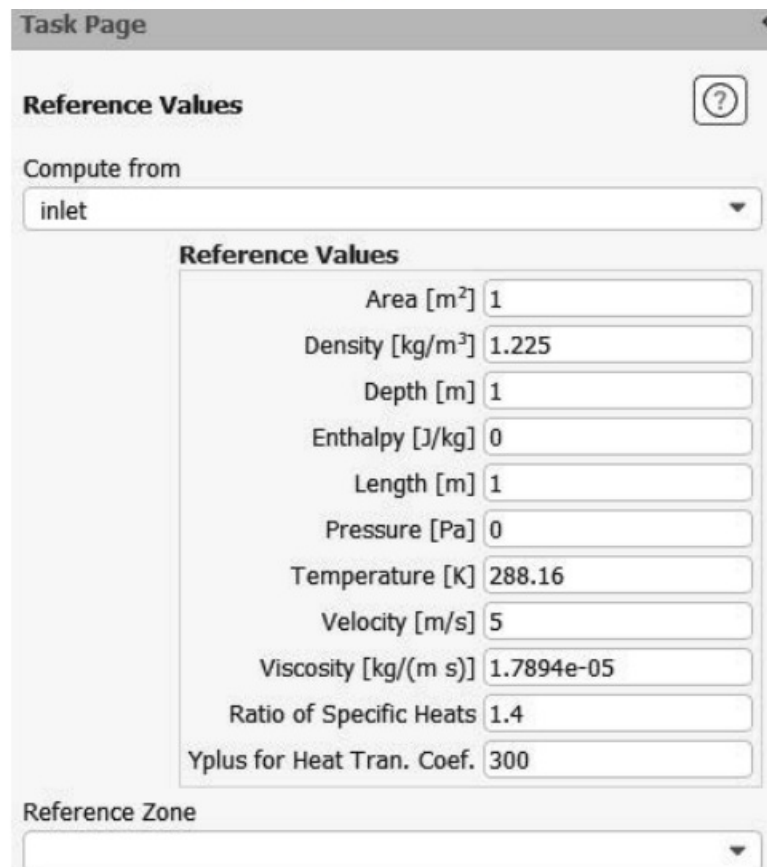 Task Page
Reference Values
?
Compute from
inlet
Reference Values
Area [m²] 1
Density [kg/m³] 1.225
Depth [m] 1
Enthalpy [J/kg] 0
Length [m] 1
Pressure [Pa] 0
Temperature [K] 288.16
Velocity [m/s] 5
Viscosity [kg/(m s)] 1.7894e-05
Ratio of Specific Heats 1.4
Yplus for Heat Tran. Coef. 300
Reference Zone